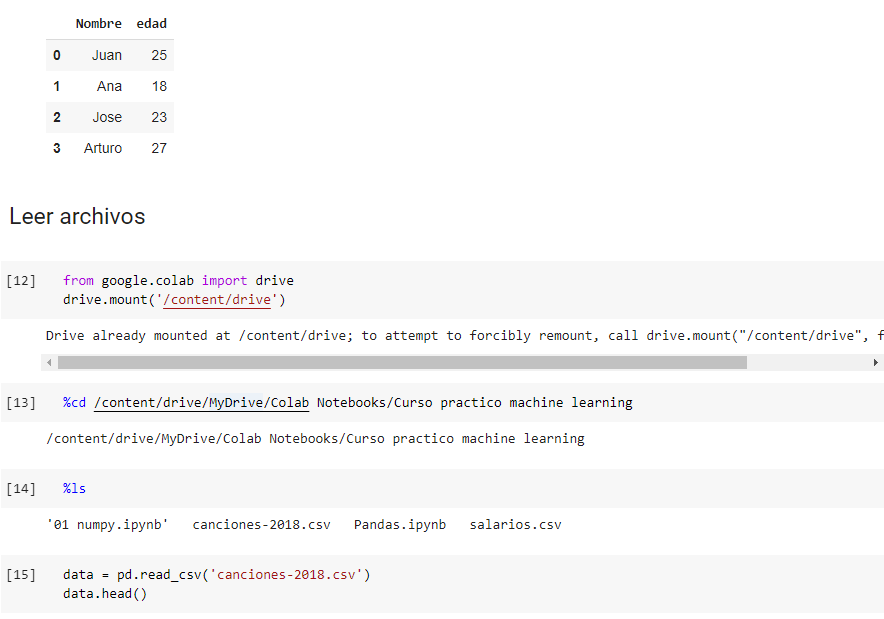 Nombre edad
0 Juan 25
1 Ana 18
2 Jose 23
3 Arturo 27
Leer archivos
[12] from google.colab import drive
drive.mount('/content/drive')
Drive already mounted at /content/drive; to attempt to forcibly remount, call drive.mount("/content/drive", f
[13] %cd /content/drive/MyDrive/Colab Notebooks/Curso practico machine learning
/content/drive/MyDrive/Colab Notebooks/Curso practico machine learning
[14] %ls
'01 numpy.ipynb' canciones-2018.csv Pandas.ipynb salarios.csv
[15] data = pd.read_csv('canciones-2018.csv')
data.head()